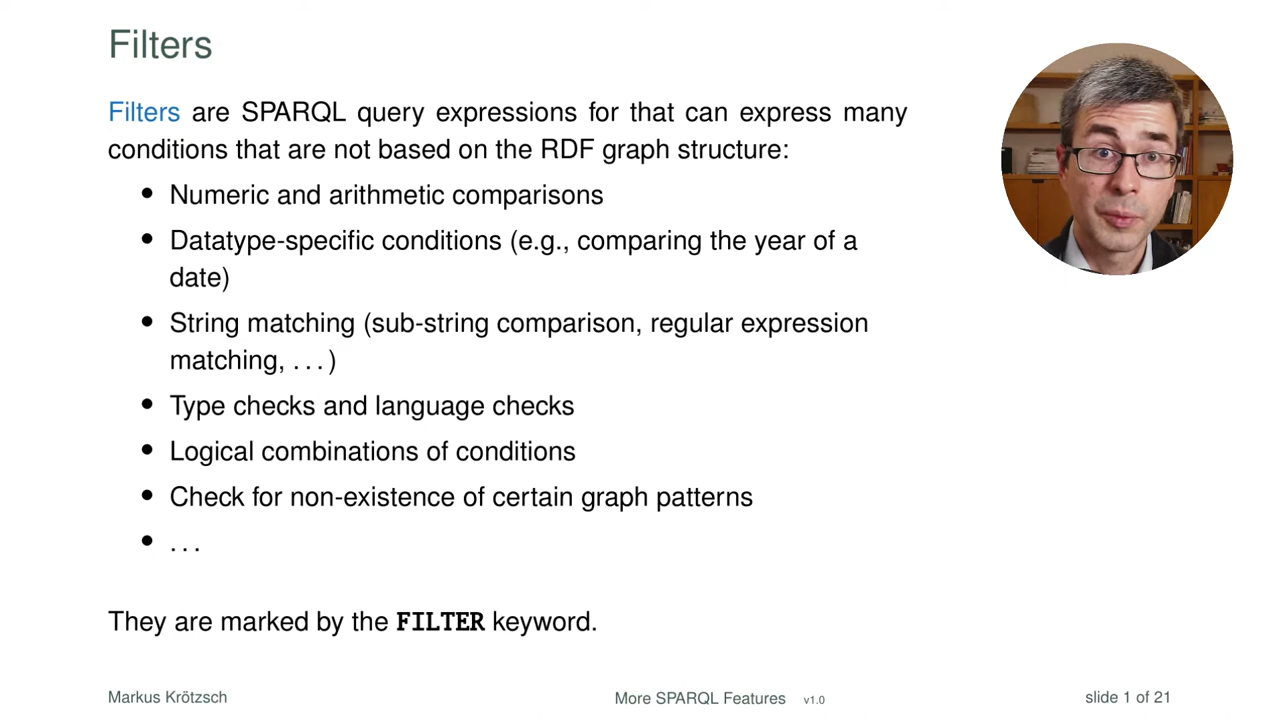 Filters
Filters are SPARQL query expressions for that can express many
conditions that are not based on the RDF graph structure:
• Numeric and arithmetic comparisons
• Datatype-specific conditions (e.g., comparing the year of a
date)
• String matching (sub-string comparison, regular expression
matching, . . . )
• Type checks and language checks
• Logical combinations of conditions
• Check for non-existence of certain graph patterns
• . . .
They are marked by the FILTER keyword.
Markus Krötzsch More SPARQL Features v1.0 slide 1 of 21